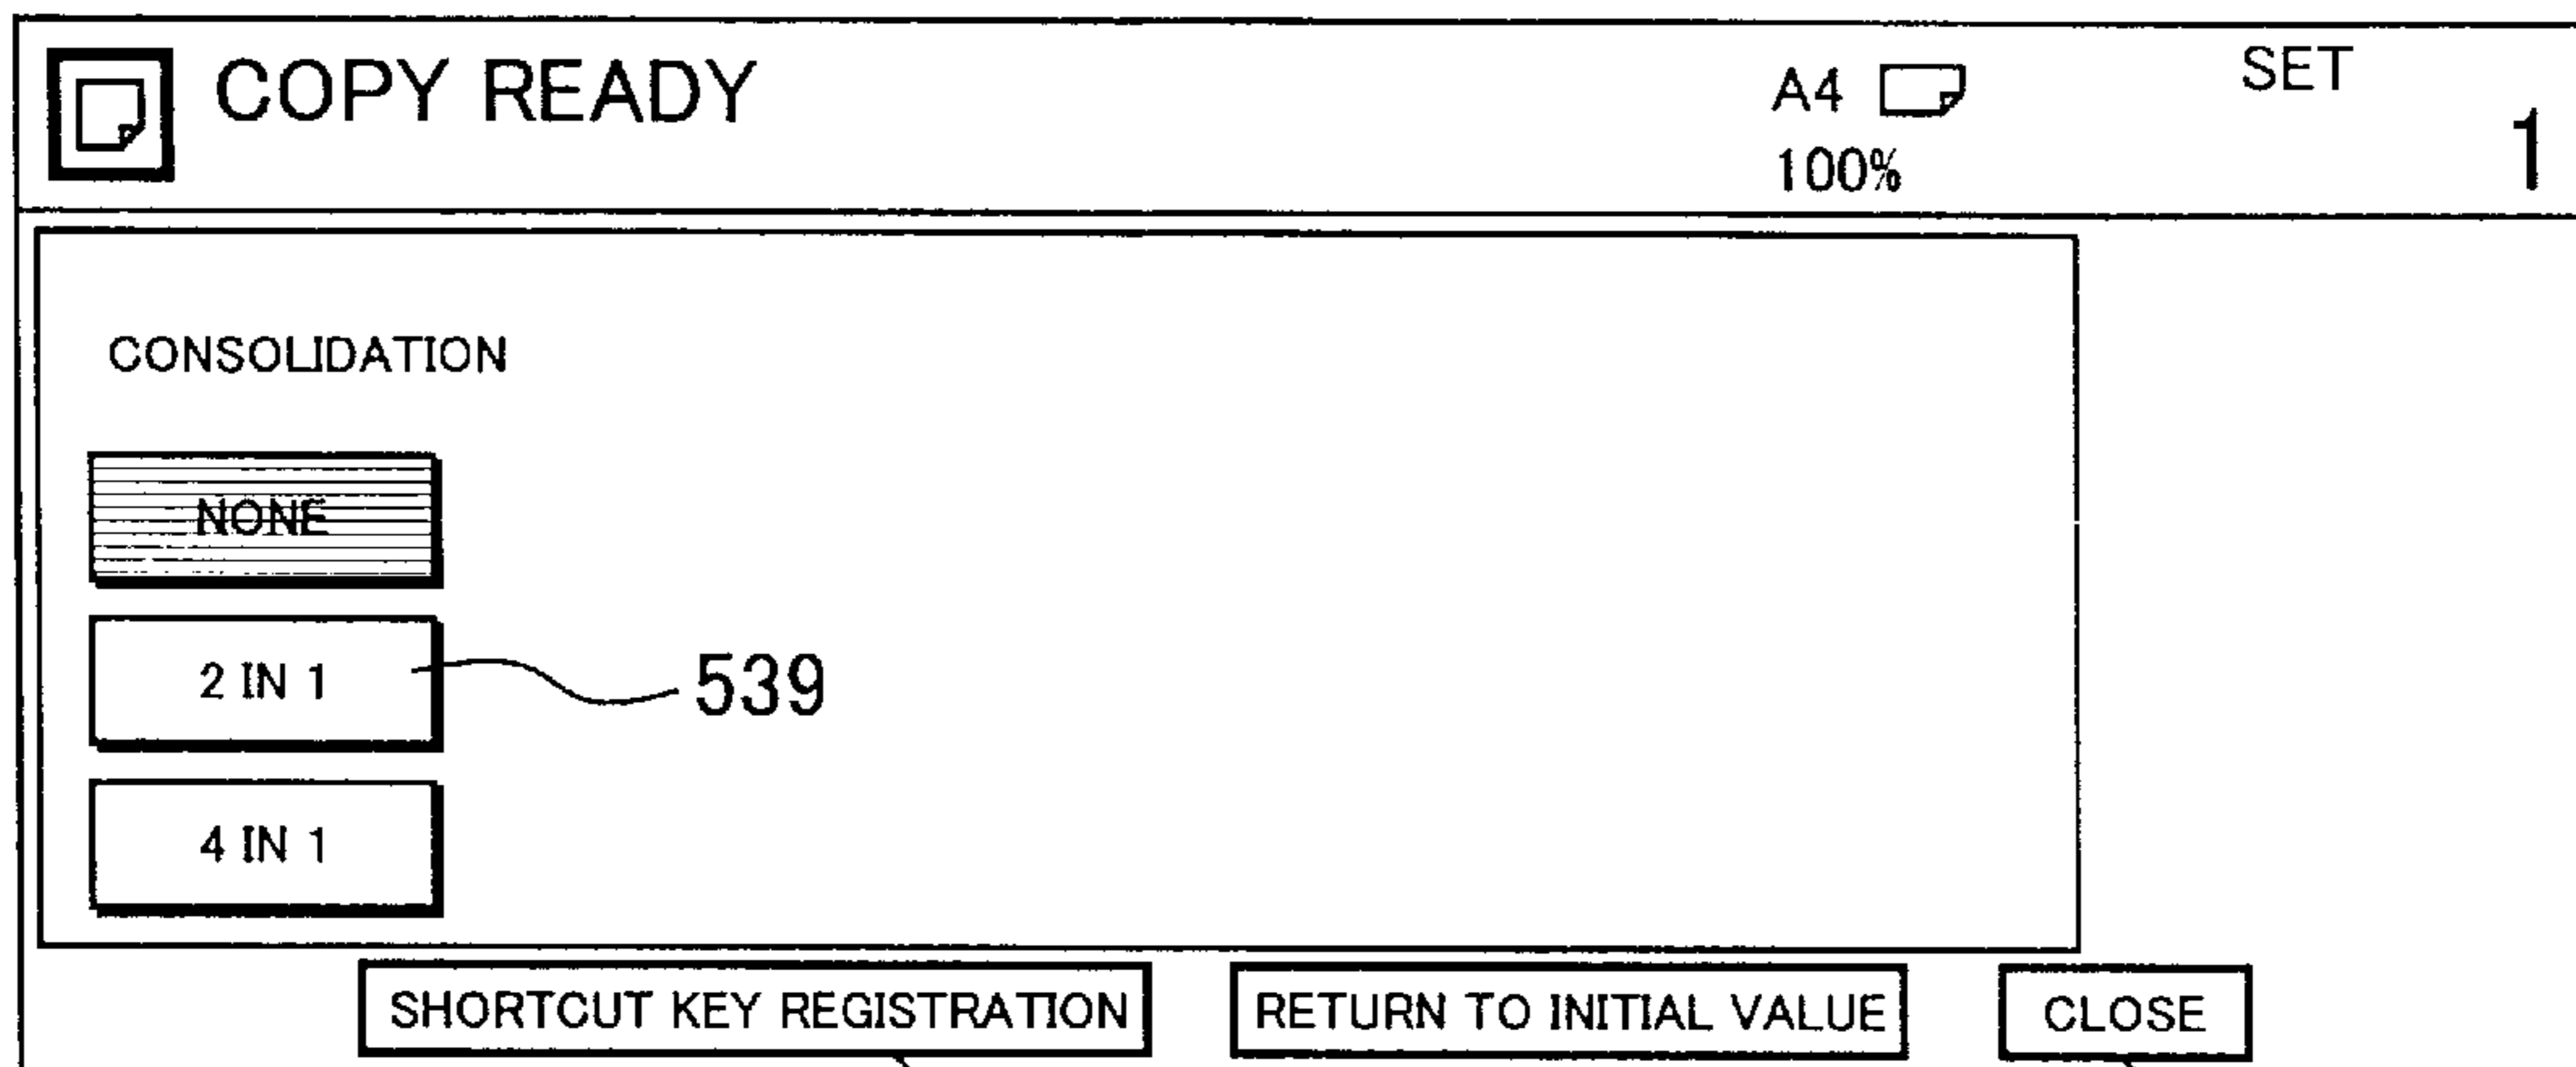 COPY READY
A4
SET
100%
1
CONSOLIDATION
NONE
2 IN 1
539
4 IN 1
SHORTCUT KEY REGISTRATION
RETURN TO INITIAL VALUE
CLOSE